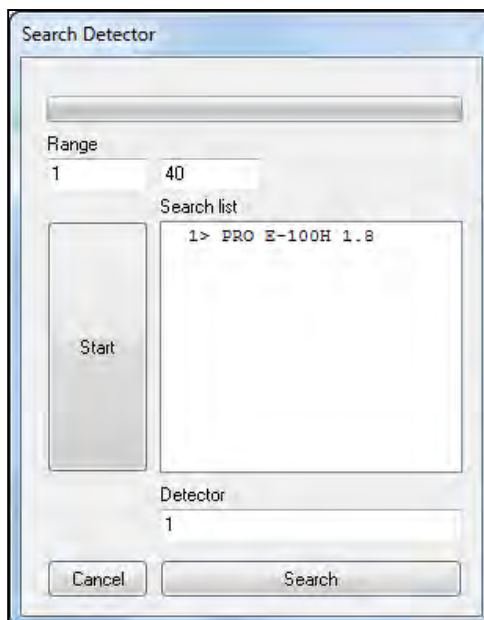 Search Detector
Range
1 40
Search list
1> PRO E-100H 1.8
Start
Detector
1
Cancel Search